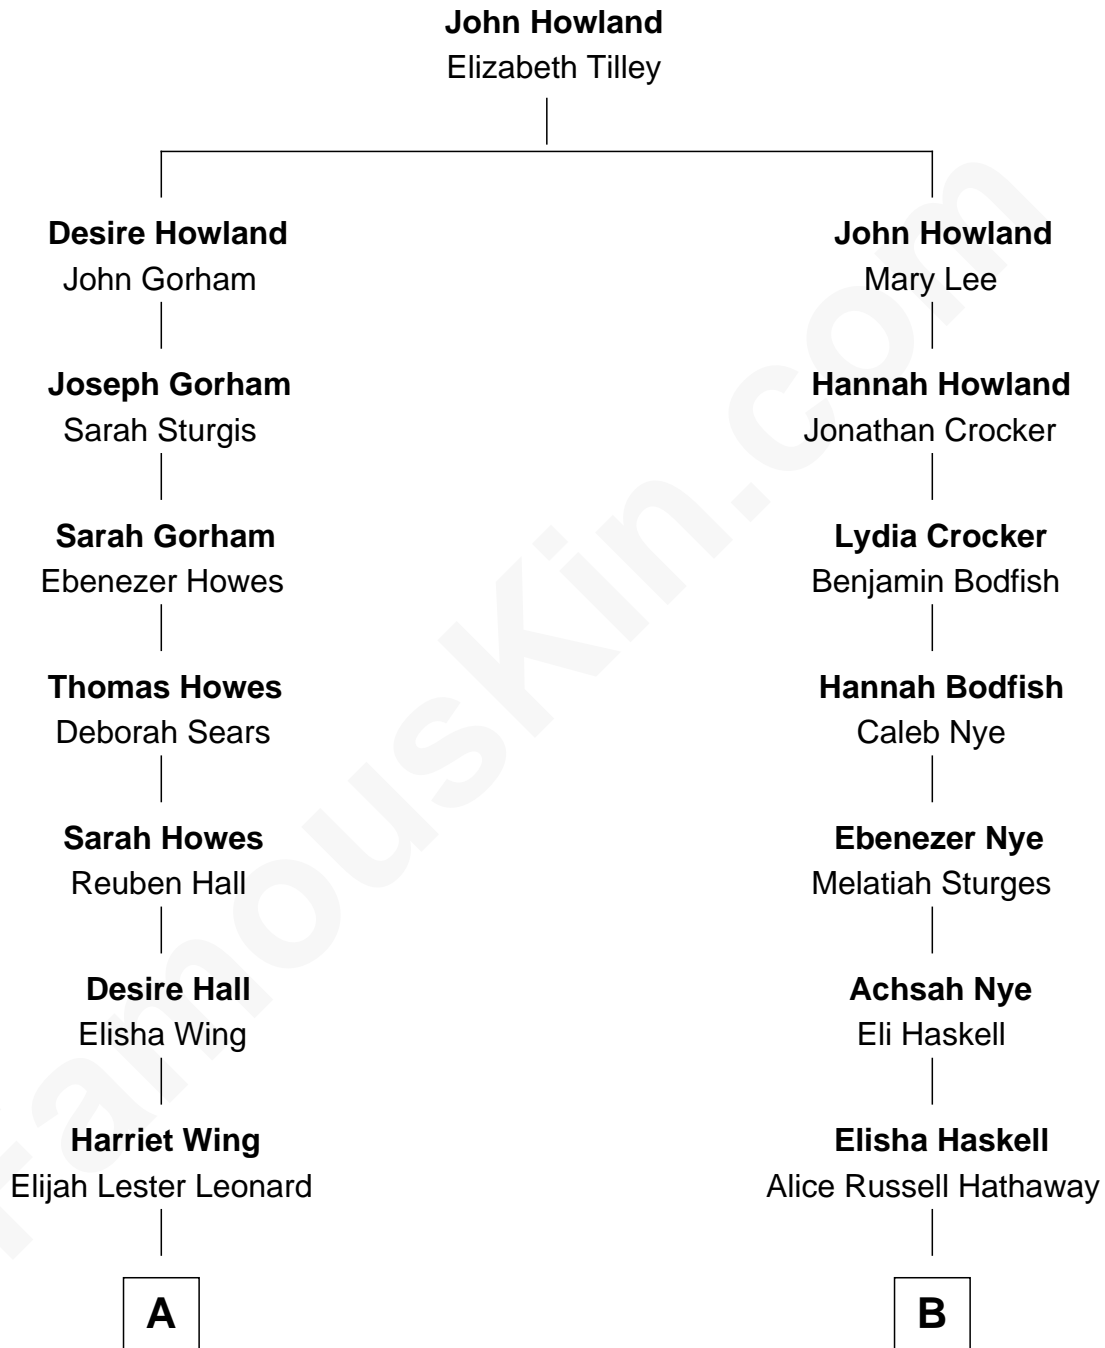 John Howland
Elizabeth Tilley
Desire Howland
John Gorham
John Howland
Mary Lee
Joseph Gorham
Sarah Sturgis
Hannah Howland
Jonathan Crocker
Sarah Gorham
Ebenezer Howes
Lydia Crocker
Benjamin Bodfish
Thomas Howes
Deborah Sears
Hannah Bodfish
Caleb Nye
Sarah Howes
Reuben Hall
Ebenezer Nye
Melatiah Sturges
Desire Hall
Elisha Wing
Achsah Nye
Eli Haskell
Harriet Wing
Elijah Lester Leonard
Elisha Haskell
Alice Russell Hathaway
A
B
FamousKin.com